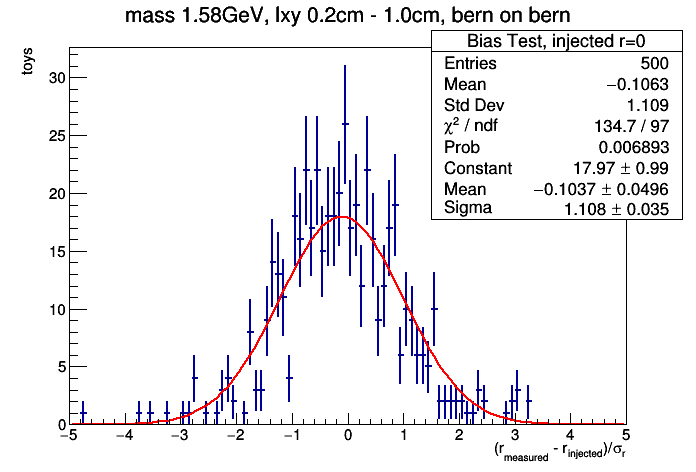 mass 1.58GeV, lxy 0.2cm - 1.0cm, bern on bern
Bias Test, injected r=0
Entries 500
Mean −0.1063
Std Dev 1.109
χ² / ndf 134.7 / 97
Prob 0.006893
Constant 17.97 ± 0.99
Mean −0.1037 ± 0.0496
Sigma 1.108 ± 0.035
toys
30
25
20
15
10
5
0
−5 −4 −3 −2 −1 0 1 2 3 4 5
(r_measured - r_injected)/σ_r